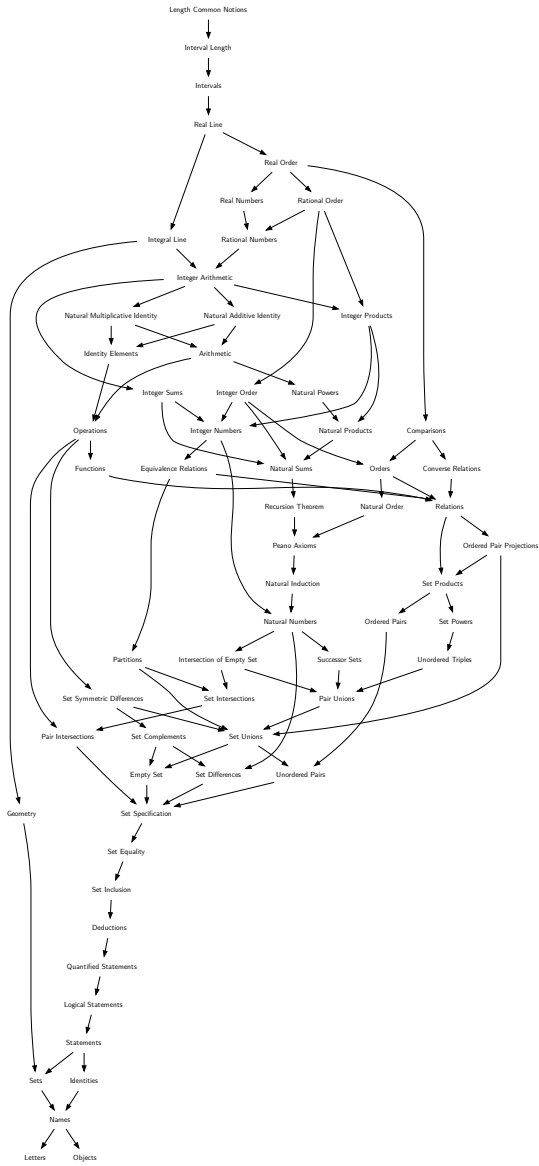 Length Common Notions
Interval Length
Intervals
Real Line
Real Order
Real Numbers
Rational Order
Integral Line
Rational Numbers
Integer Arithmetic
Natural Multiplicative Identity
Natural Additive Identity
Integer Products
Identity Elements
Arithmetic
Integer Sums
Integer Order
Natural Powers
Operations
Integer Numbers
Natural Products
Comparisons
Functions
Equivalence Relations
Natural Sums
Orders
Converse Relations
Recursion Theorem
Natural Order
Relations
Peano Axioms
Ordered Pair Projections
Natural Induction
Set Products
Natural Numbers
Ordered Pairs
Set Powers
Partitions
Intersection of Empty Set
Successor Sets
Unordered Triples
Set Symmetric Differences
Set Intersections
Pair Unions
Pair Intersections
Set Complements
Set Unions
Empty Set
Set Differences
Unordered Pairs
Geometry
Set Specification
Set Equality
Set Inclusion
Deductions
Quantified Statements
Logical Statements
Statements
Sets
Identities
Names
Letters
Objects